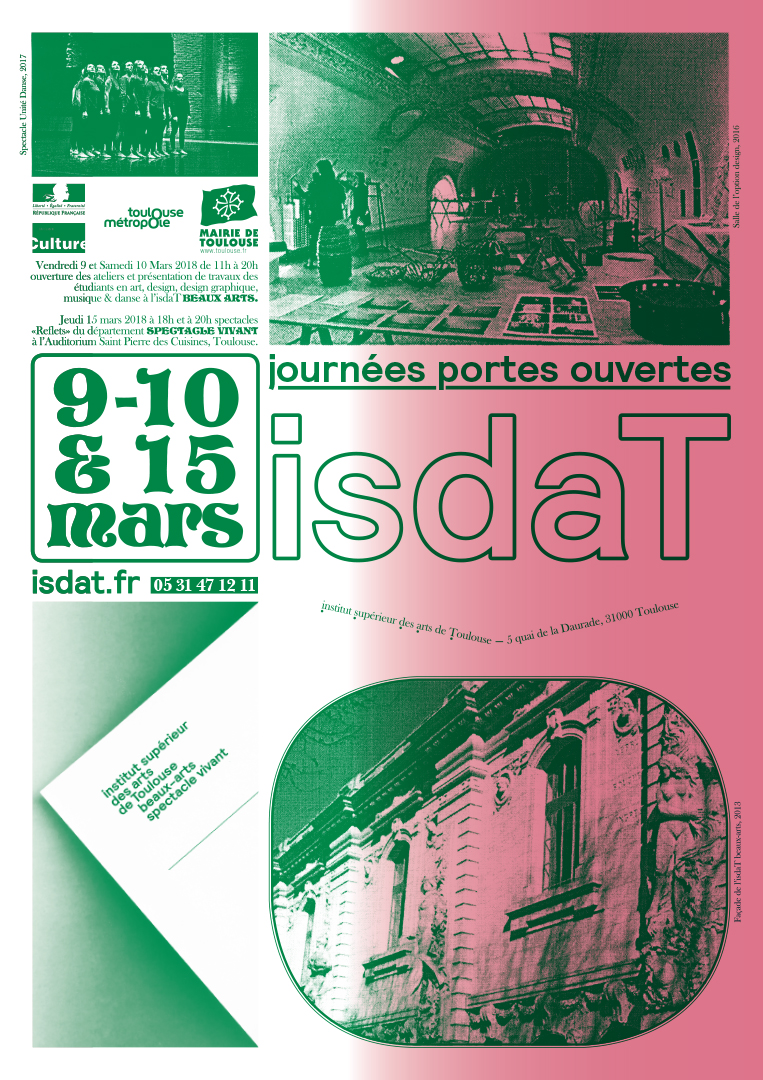 Spectacle Unité Danse, 2017
Salle de l'option design, 2016
Liberté • Égalité • Fraternité
RÉPUBLIQUE FRANÇAISE
Culture
toulOuse
métropOle
MAIRIE DE
TOULOUSE
www.toulouse.fr
Vendredi 9 et Samedi 10 Mars 2018 de 11h à 20h
ouverture des ateliers et présentation de travaux des
étudiants en art, design, design graphique,
musique & danse à l'isdaT BEAUX ARTS.
Jeudi 15 mars 2018 à 18h et à 20h spectacles
«Reflets» du département SPECTACLE VIVANT
à l'Auditorium Saint Pierre des Cuisines, Toulouse.
journées portes ouvertes
9-10
& 15
mars
isdaT
isdat.fr
05 31 47 12 11
institut supérieur des arts de Toulouse — 5 quai de la Daurade, 31000 Toulouse
institut supérieur
des arts
de Toulouse
beaux-arts
spectacle vivant
Façade de l'isdaT beaux-arts, 2013